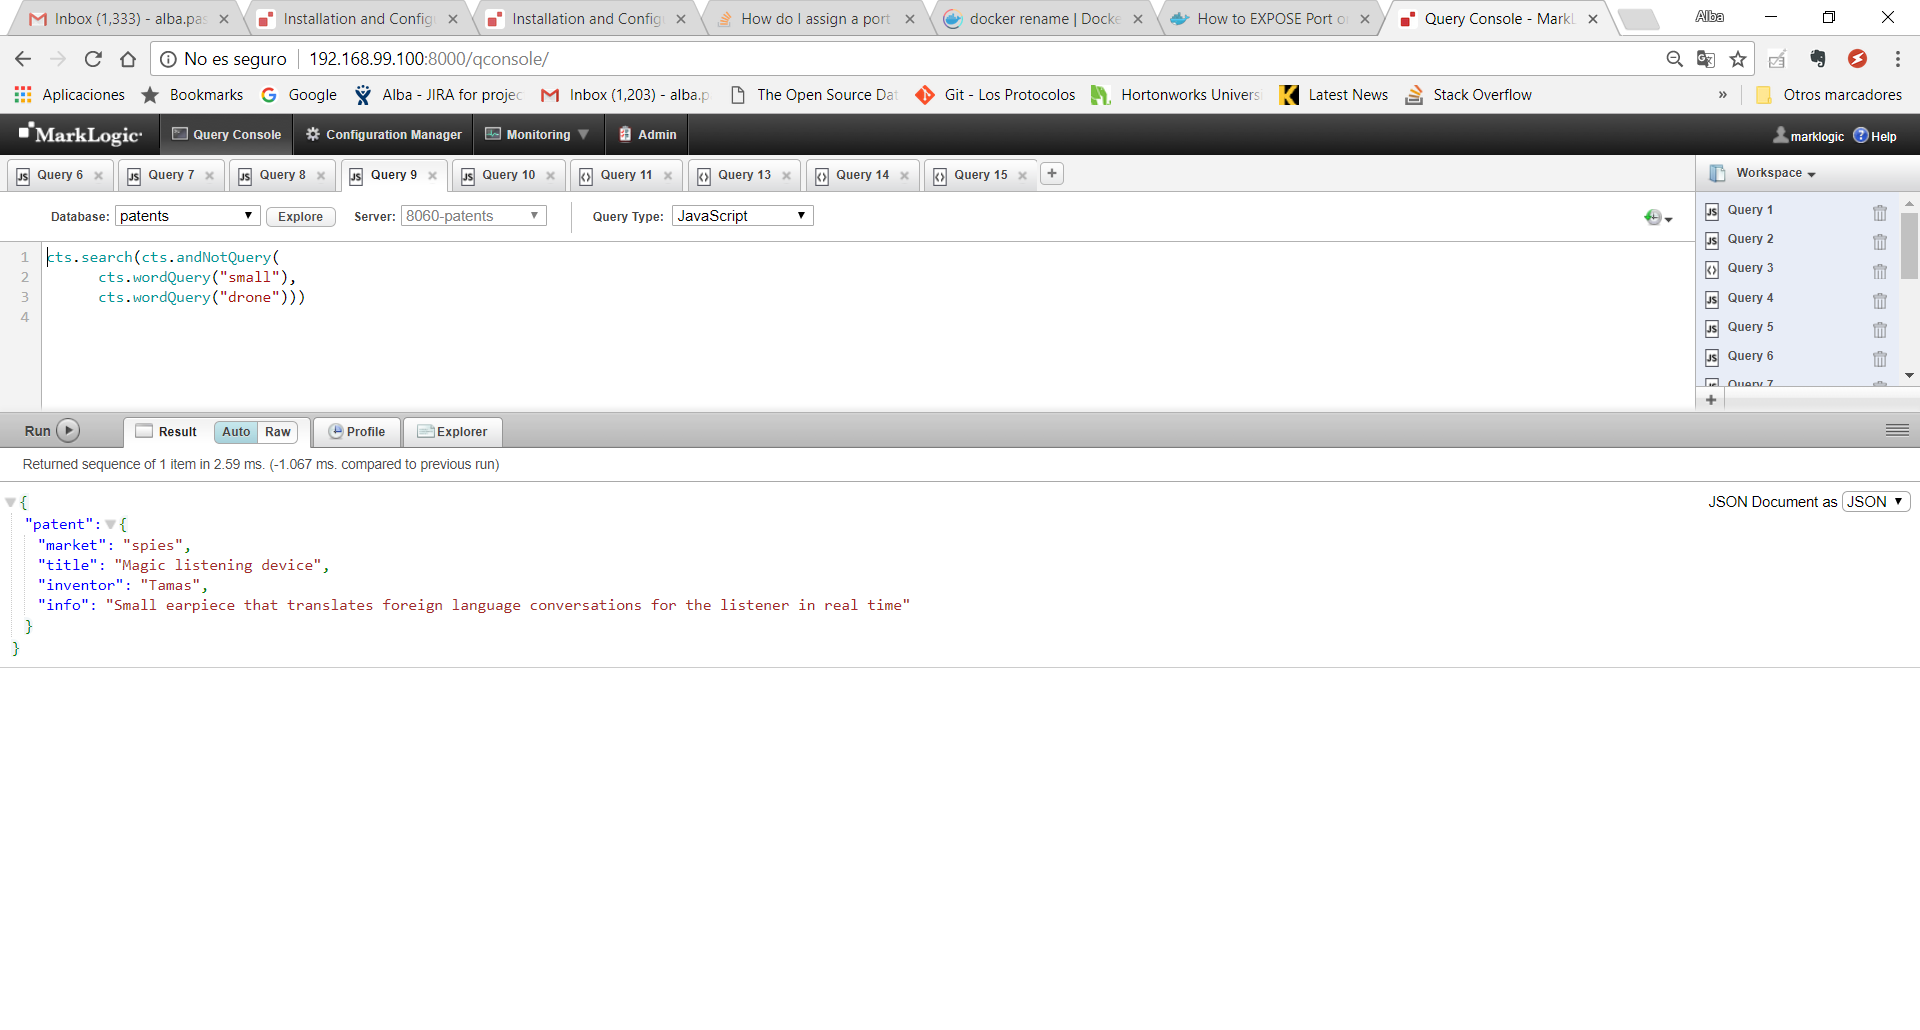 Inbox (1,333) - alba.pas
Installation and Config
Installation and Config
How do I assign a port
docker rename | Docke
How to EXPOSE Port o
Query Console - Mark
Alba
No es seguro
192.168.99.100:8000/qconsole/
Aplicaciones
Bookmarks
Google
Alba - JIRA for projec
Inbox (1,203) - alba.p
The Open Source Dat
Git - Los Protocolos
Hortonworks Univers
Latest News
Stack Overflow
»
Otros marcadores
MarkLogic
Query Console
Configuration Manager
Monitoring
Admin
marklogic
Help
Query 6
Query 7
Query 8
Query 9
Query 10
Query 11
Query 13
Query 14
Query 15
Workspace
Database: patents
Explore
Server: 8060-patents
Query Type: JavaScript
Query 1
Query 2
Query 3
Query 4
Query 5
Query 6
Query 7
1 cts.search(cts.andNotQuery(
2 cts.wordQuery("small"),
3 cts.wordQuery("drone")))
4
Run
Result
Auto
Raw
Profile
Explorer
Returned sequence of 1 item in 2.59 ms. (-1.067 ms. compared to previous run)
JSON Document as JSON
{
"patent": {
"market": "spies",
"title": "Magic listening device",
"inventor": "Tamas",
"info": "Small earpiece that translates foreign language conversations for the listener in real time"
}
}